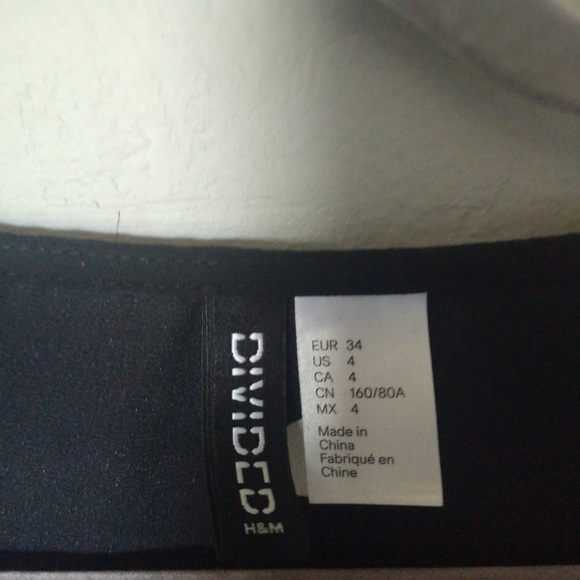 DIVIDED
H&M
EUR 34
US 4
CA 4
CN 160/80A
MX 4
Made in
China
Fabriqué en
Chine